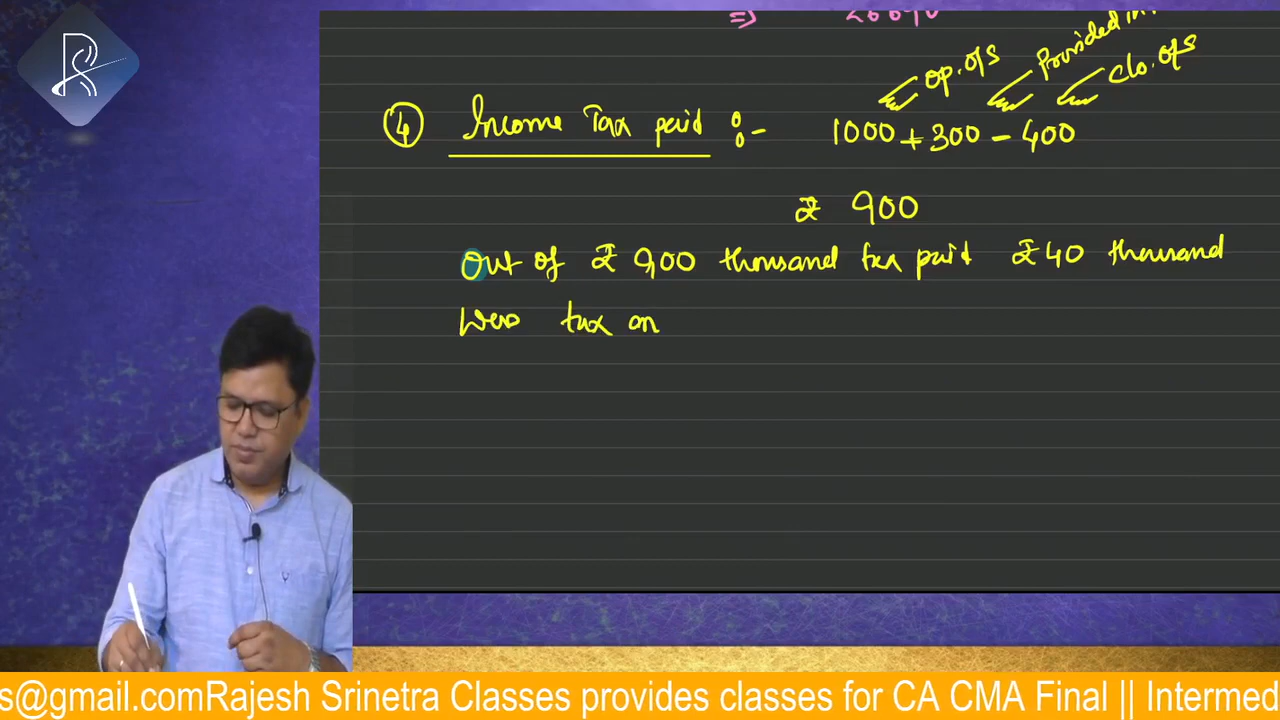 ⇒
op. o/s
Provided in
Clo. o/s
④ Income Tax paid :- 1000 + 300 - 400
₹ 900
Out of ₹ 900 thousand tax paid ₹ 40 thousand
were tax on
s@gmail.comRajesh Srinetra Classes provides classes for CA CMA Final || Intermed